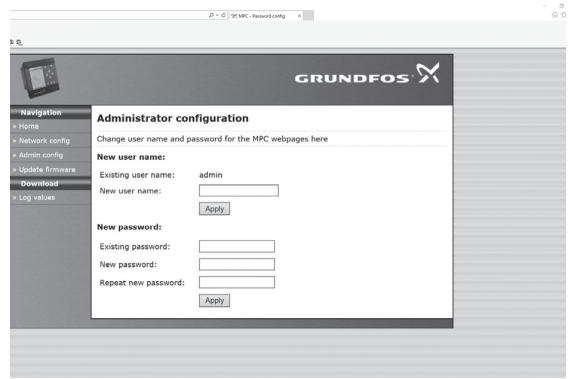 MPC - Password config
GRUNDFOS
Navigation
» Home
» Network config
» Admin config
» Update firmware
Download
» Log values
Administrator configuration
Change user name and password for the MPC webpages here
New user name:
Existing user name: admin
New user name:
Apply
New password:
Existing password:
New password:
Repeat new password:
Apply